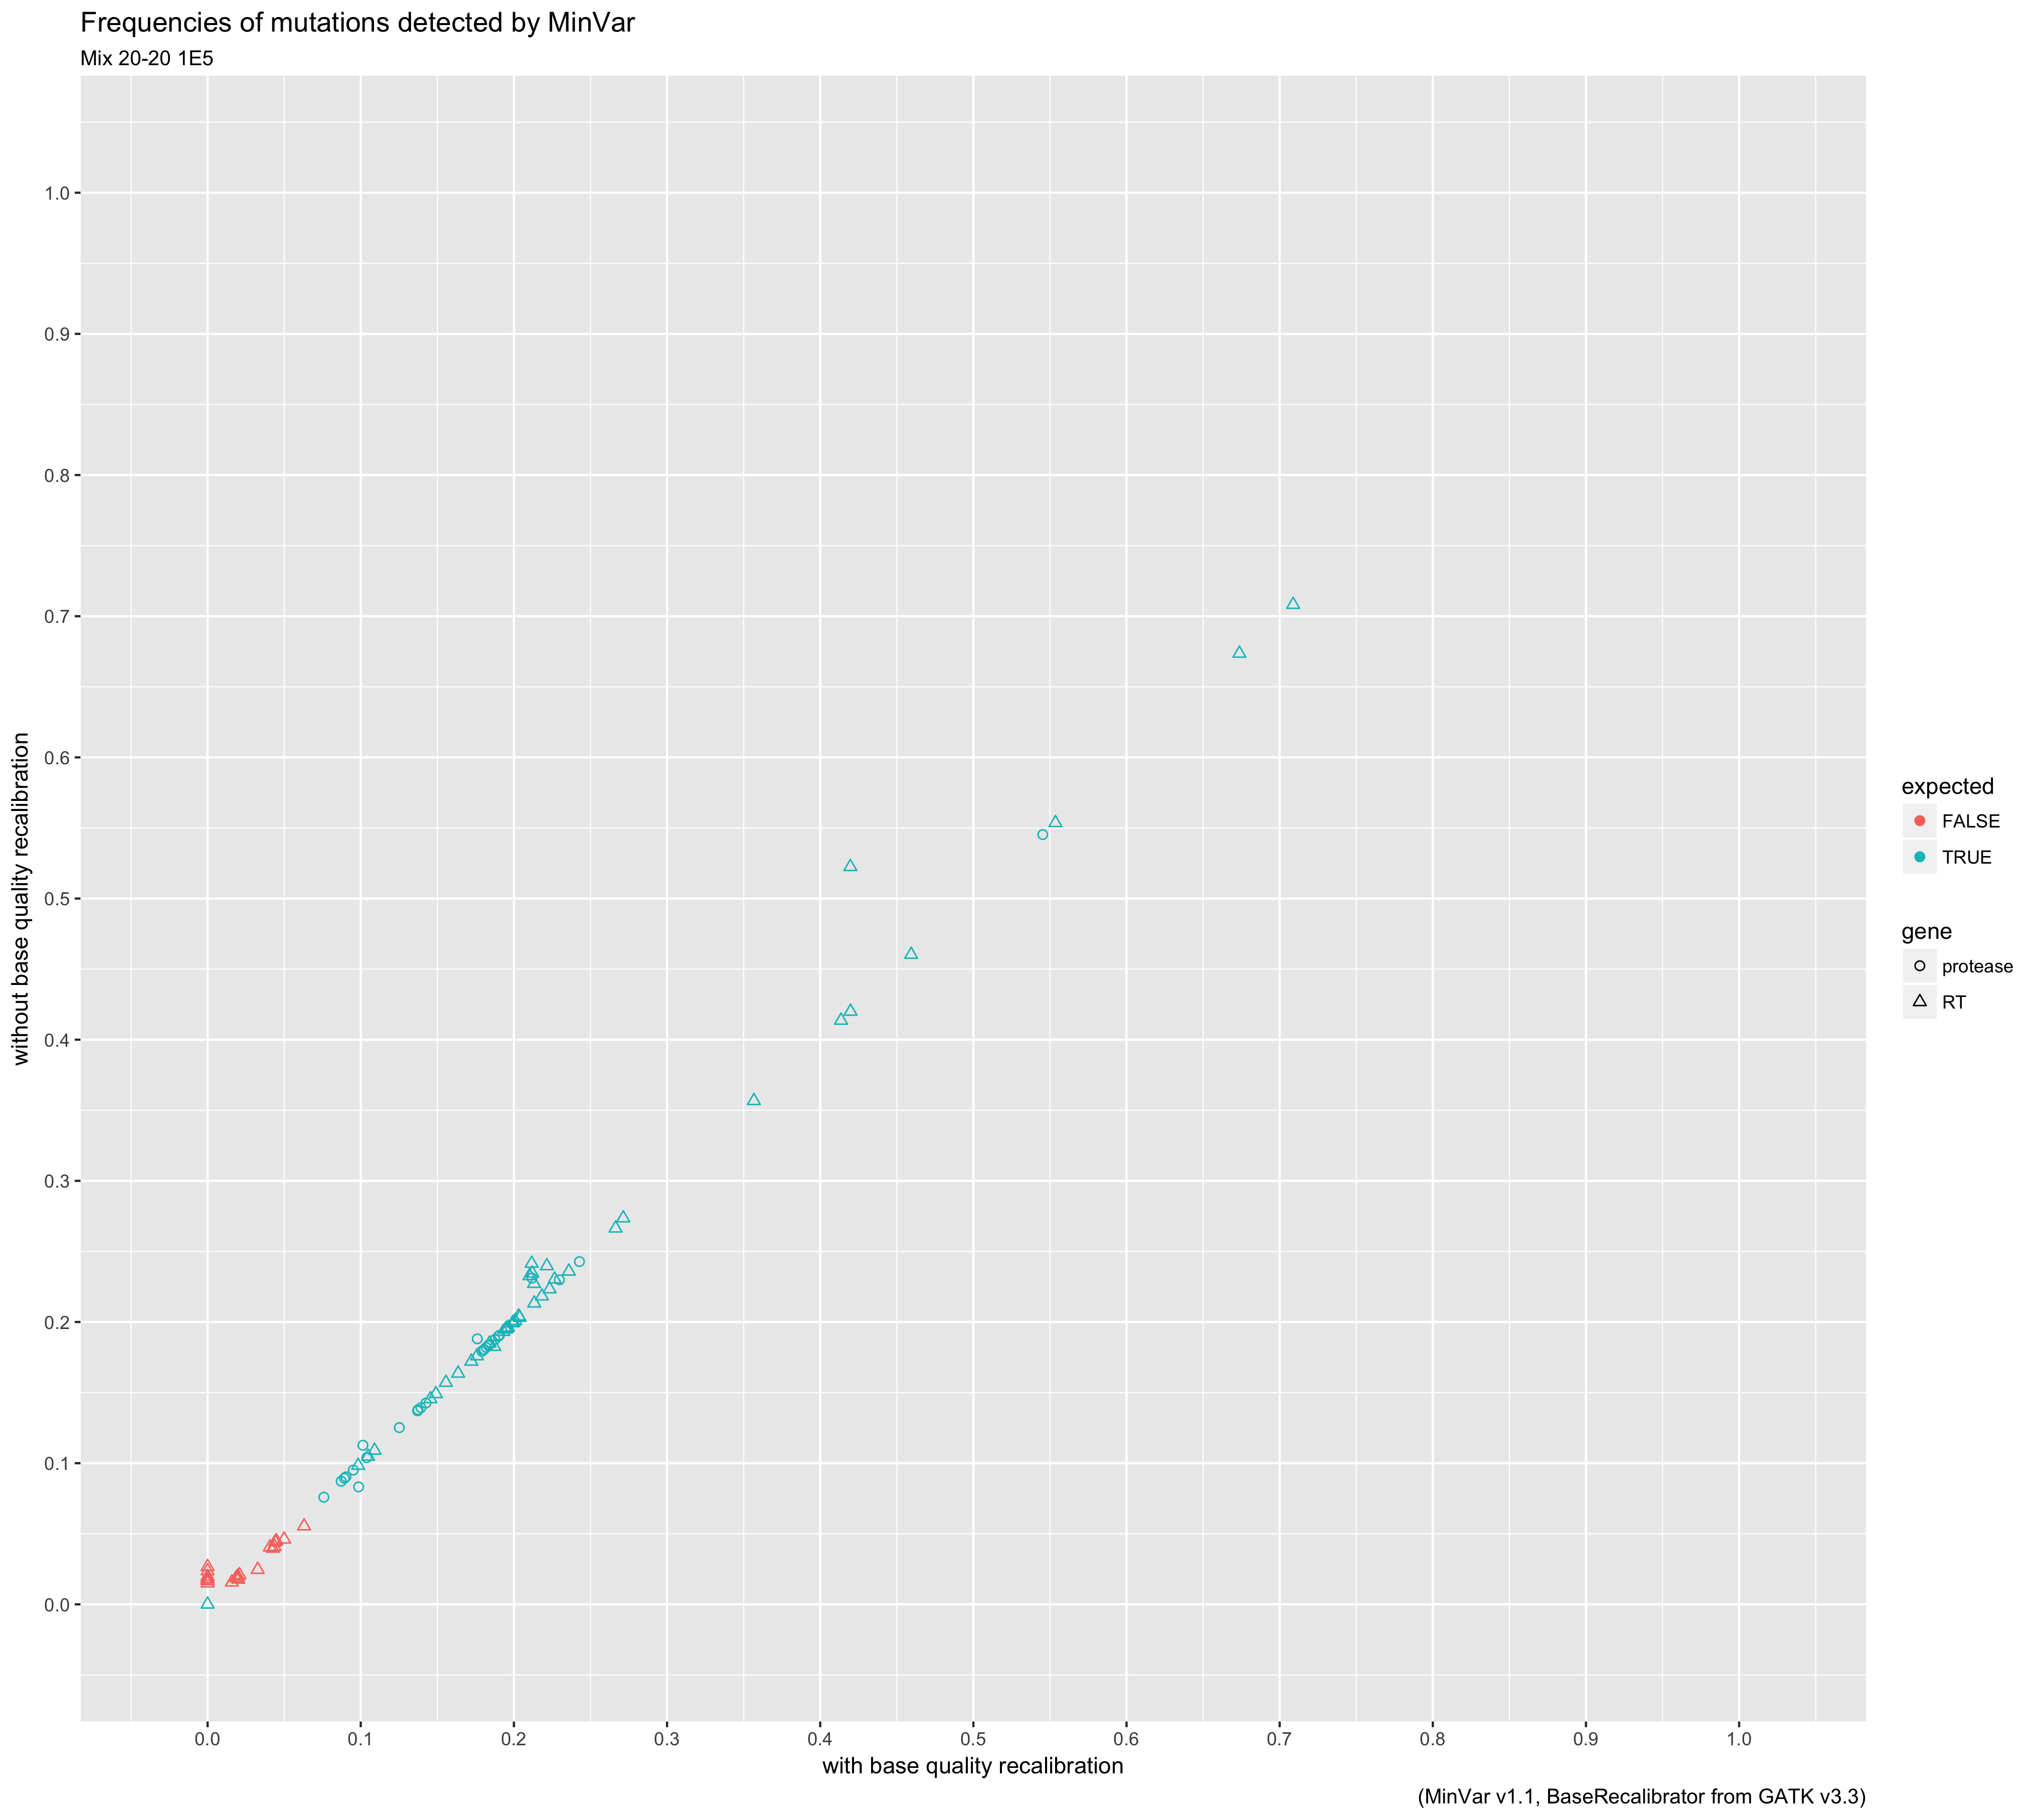 Frequencies of mutations detected by MinVar
Mix 20-20 1E5
without base quality recalibration
1.0
0.9
0.8
0.7
0.6
0.5
0.4
0.3
0.2
0.1
0.0
0.0 0.1 0.2 0.3 0.4 0.5 0.6 0.7 0.8 0.9 1.0
with base quality recalibration
(MinVar v1.1, BaseRecalibrator from GATK v3.3)
expected
FALSE
TRUE
gene
protease
RT